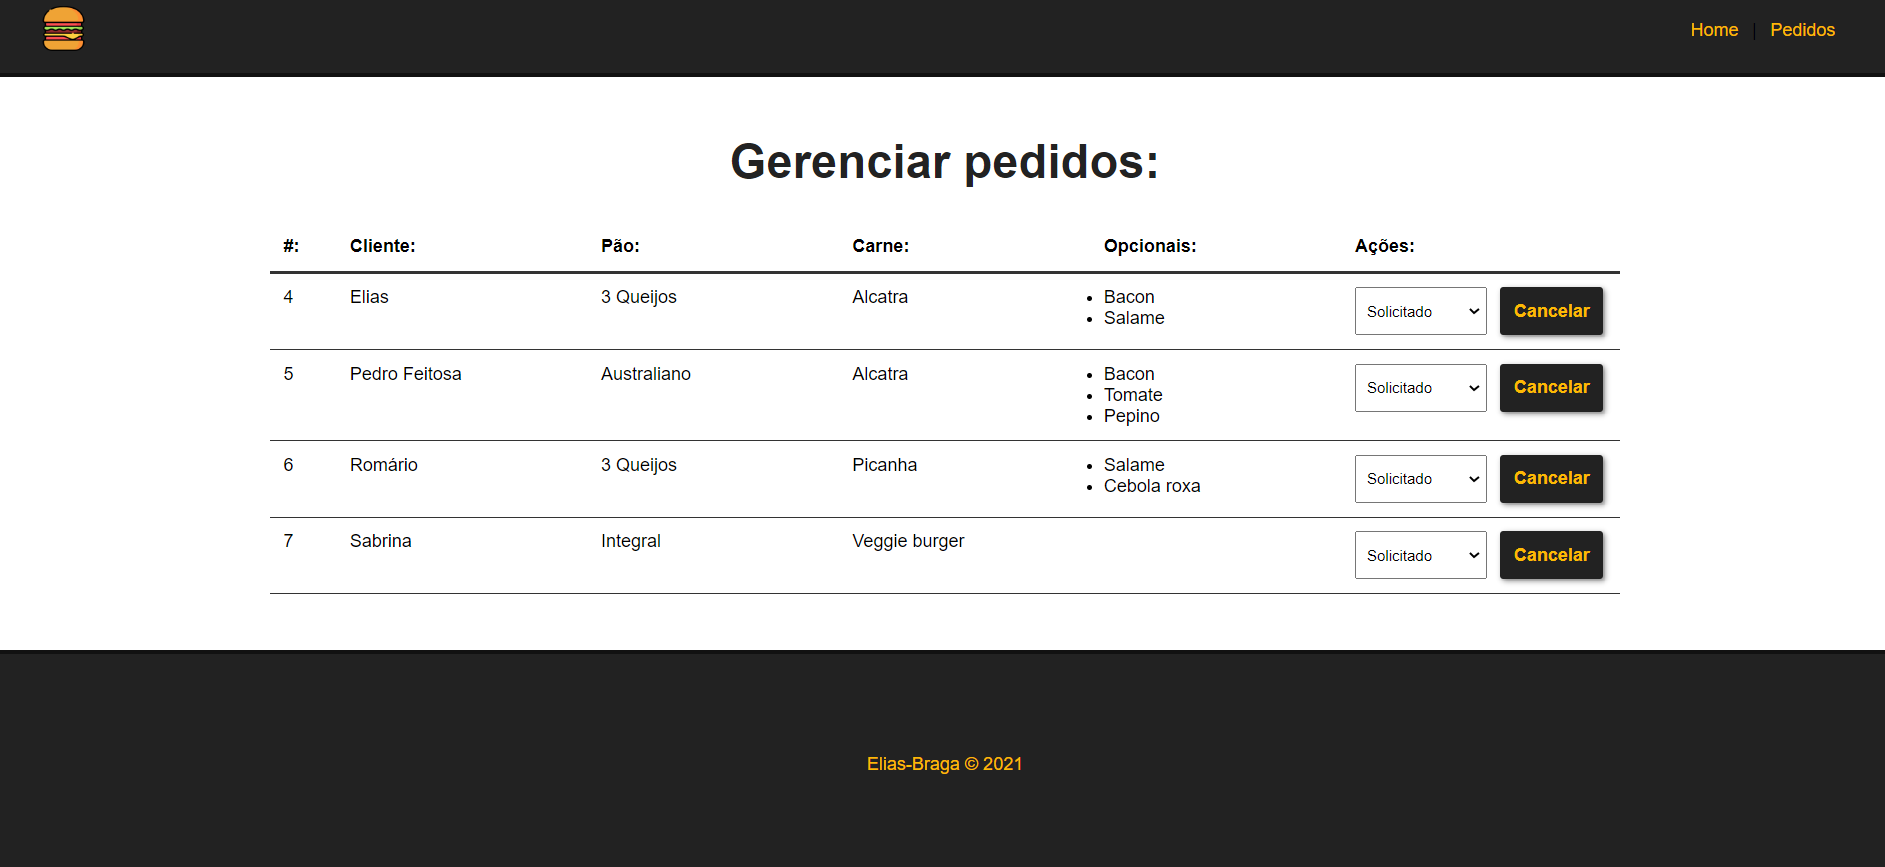 Home | Pedidos
Gerenciar pedidos:
#: Cliente: Pão: Carne: Opcionais: Ações:
4 Elias 3 Queijos Alcatra • Bacon Solicitado Cancelar
• Salame
5 Pedro Feitosa Australiano Alcatra • Bacon Solicitado Cancelar
• Tomate
• Pepino
6 Romário 3 Queijos Picanha • Salame Solicitado Cancelar
• Cebola roxa
7 Sabrina Integral Veggie burger Solicitado Cancelar
Elias-Braga © 2021